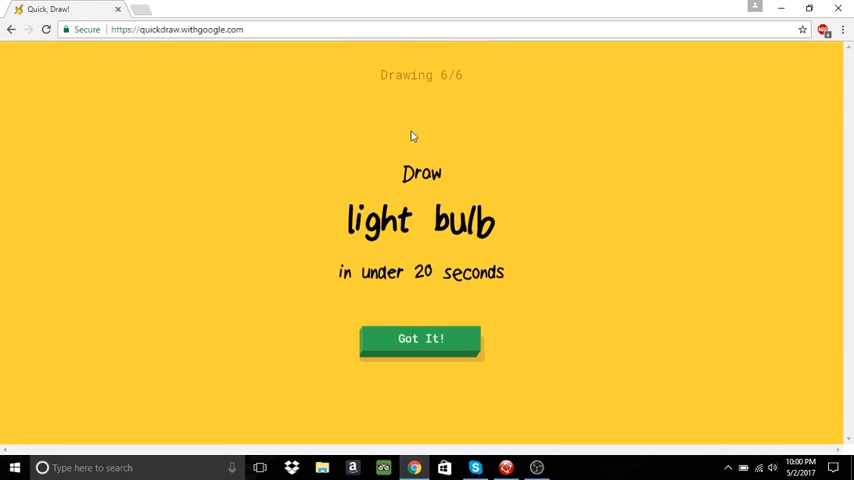 Quick, Draw!
Secure
https://quickdraw.withgoogle.com
Drawing 6/6
Draw
light bulb
in under 20 seconds
Got It!
Type here to search
10:00 PM
5/2/2017